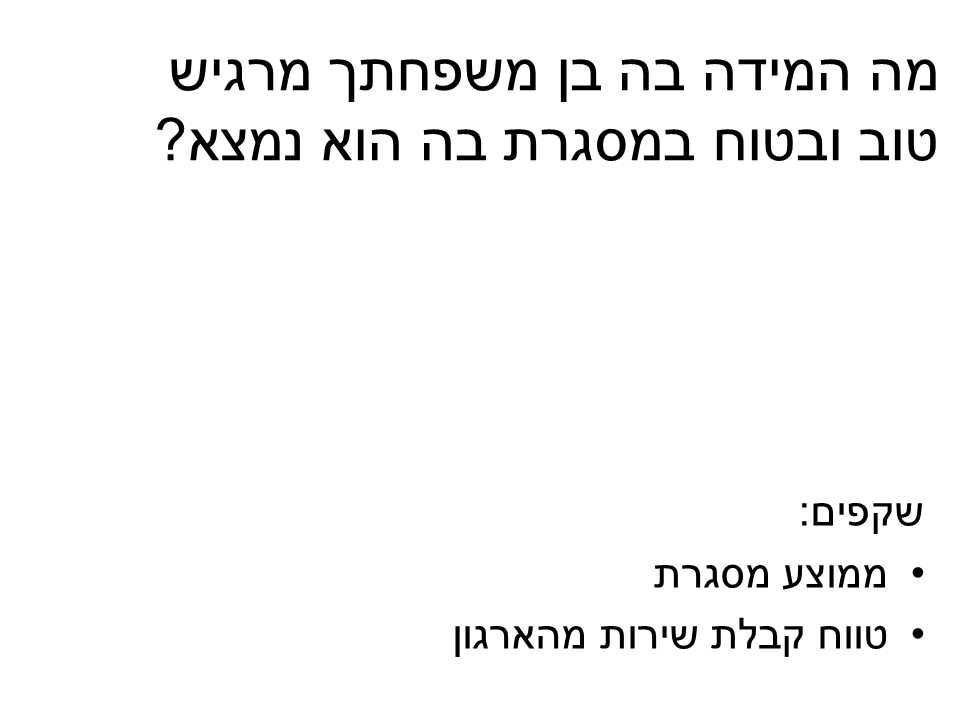 מה המידה בה בן משפחתך מרגיש
טוב ובטוח במסגרת בה הוא נמצא?
שקפים:
• ממוצע מסגרת
• טווח קבלת שירות מהארגון